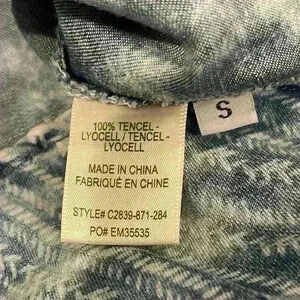 100% TENCEL -
LYOCELL / TENCEL -
LYOCELL
MADE IN CHINA
FABRIQUÉ EN CHINE
STYLE# C2839-871-284
PO# EM35535
S